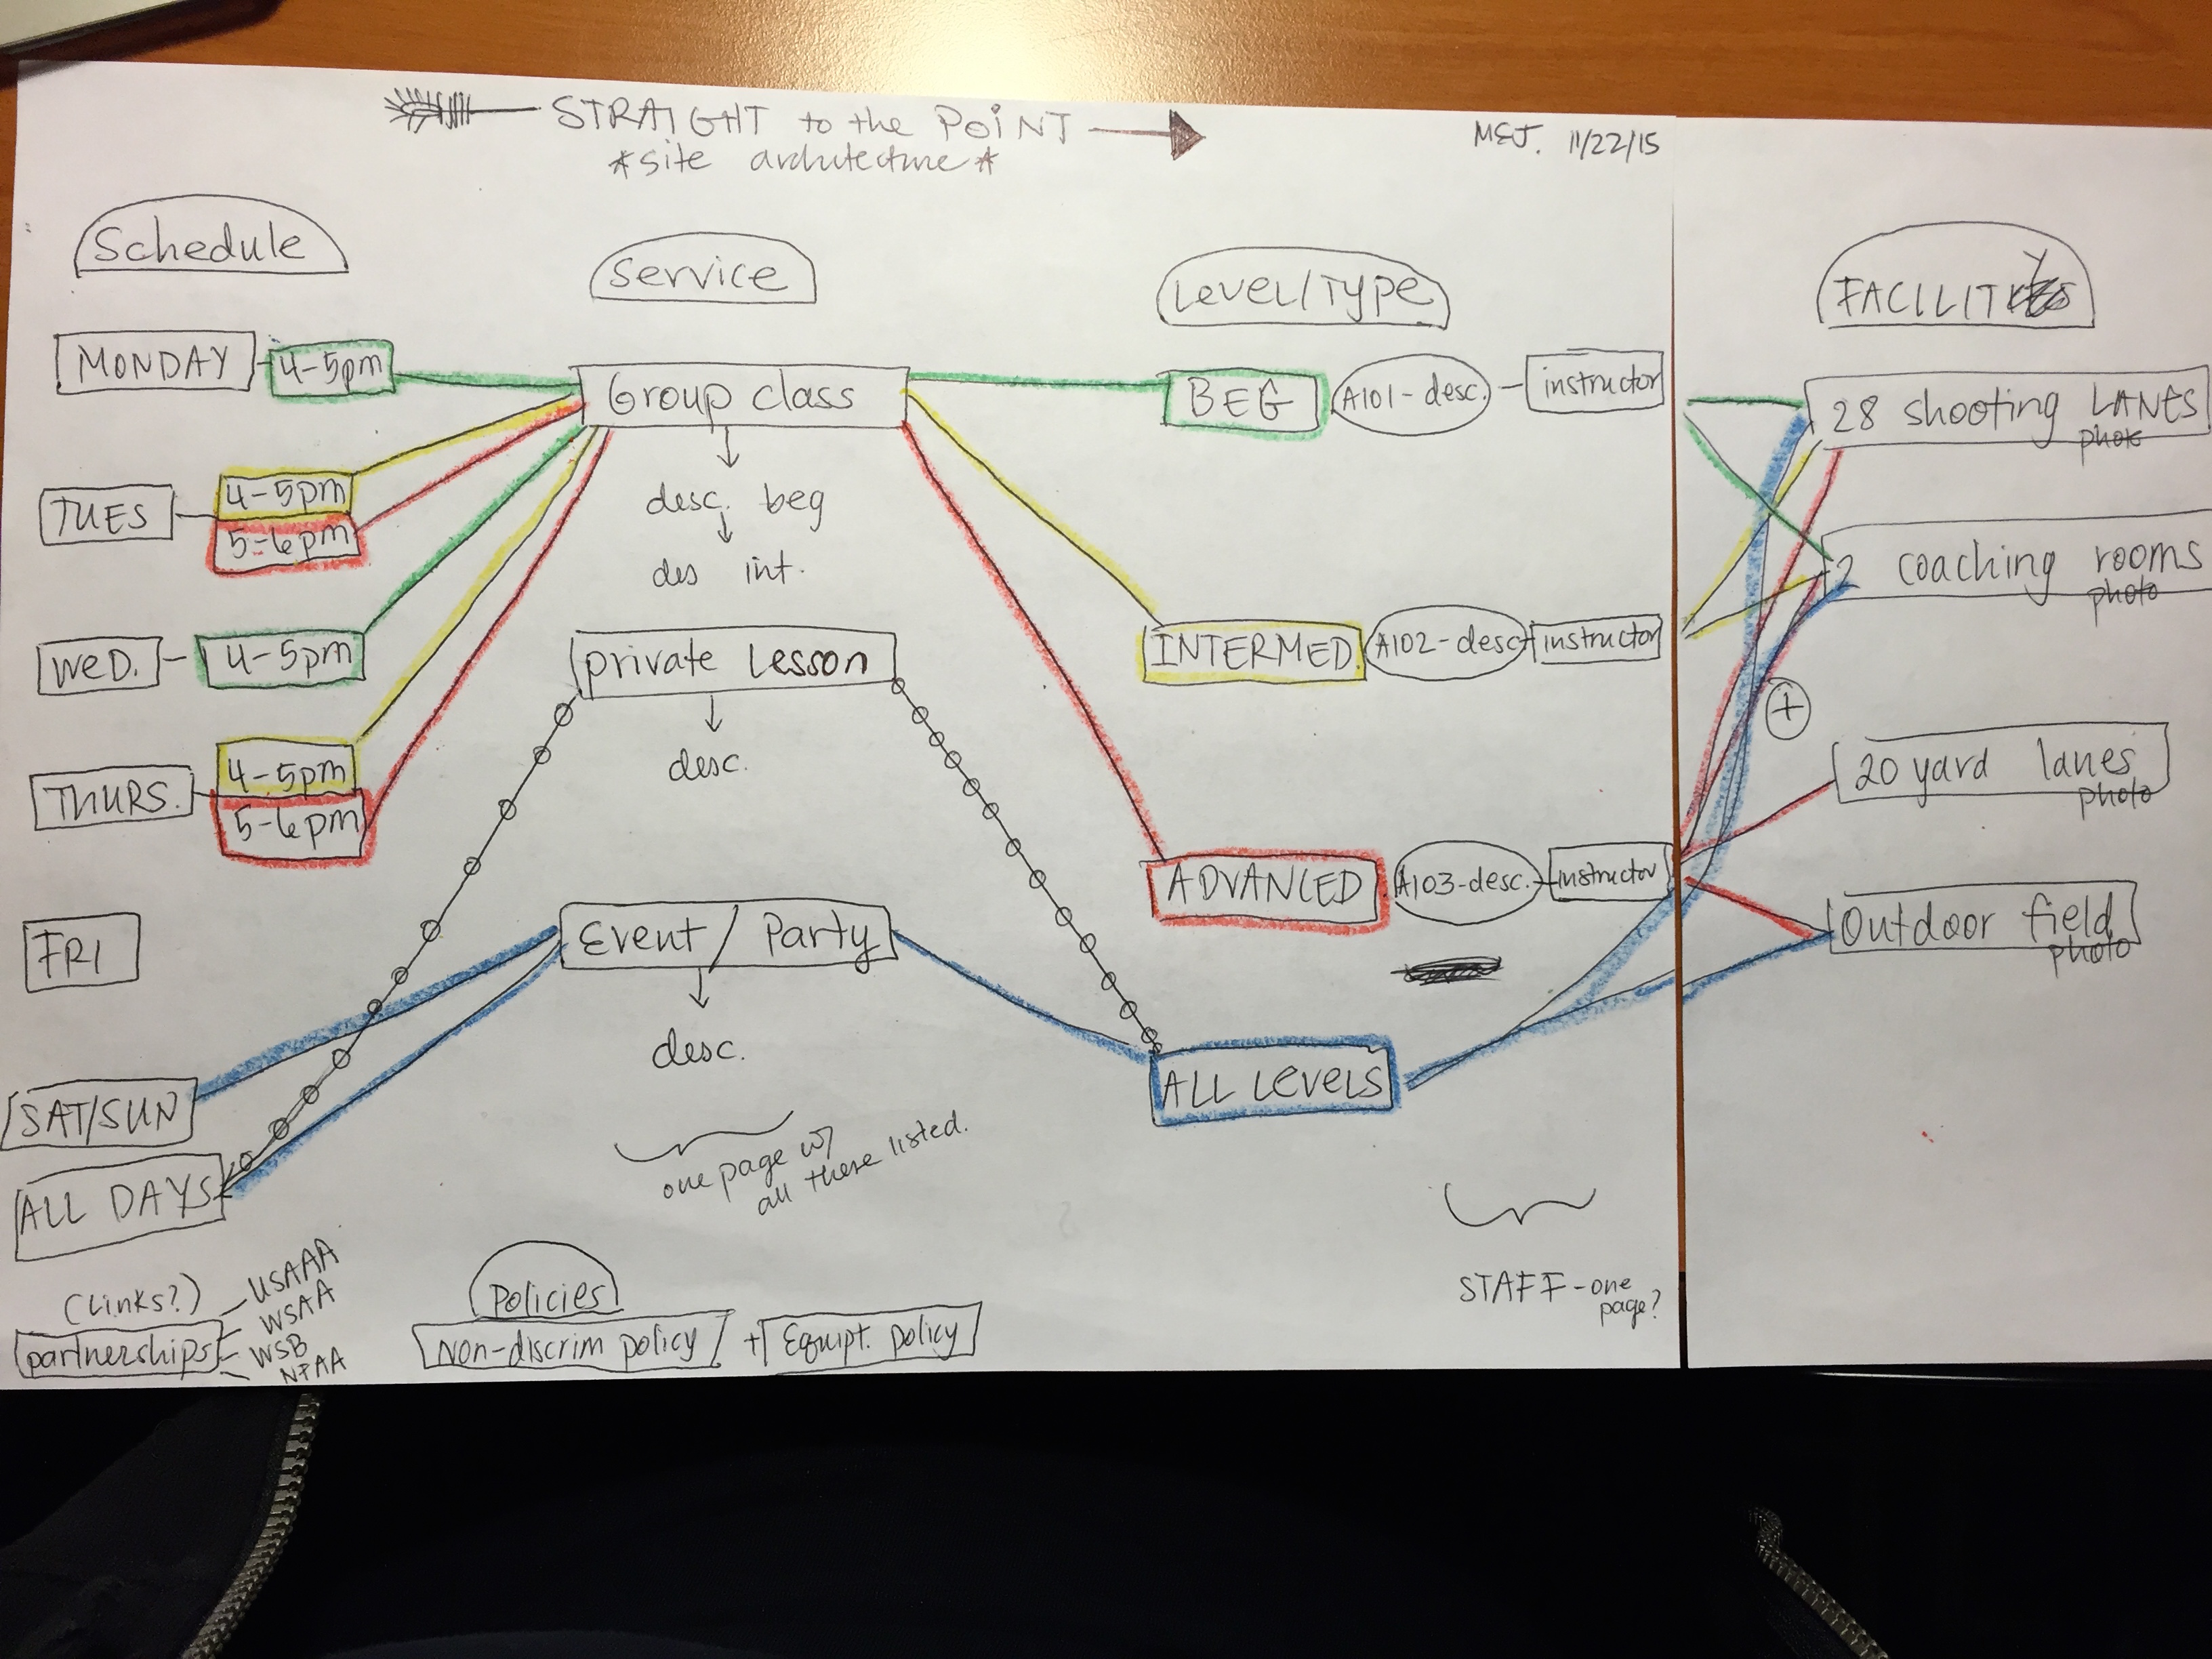 STRAIGHT to the POINT
*site architecture*
MEJ. 11/22/15
Schedule
Service
Level/Type
FACILITY
MONDAY
4-5pm
Group class
BEG
A101-desc.
instructor
28 shooting LANES
photo
TUES
4-5pm
5-6pm
desc. beg
des int.
2 coaching rooms
photo
WED.
4-5pm
private Lesson
INTERMED.
A102-desc
instructor
+
THURS.
4-5pm
5-6pm
desc.
20 yard lanes
photo
ADVANCED
A103-desc.
instructor
FRI
Event / Party
Outdoor field
photo
desc.
ALL LEVELS
SAT/SUN
ALL DAYS
one page w/
all these listed.
STAFF-one
page?
(Links?)
partnerships
USAAA
WSAA
WSB
NFAA
Policies
Non-discrim policy
+
Equipt. policy